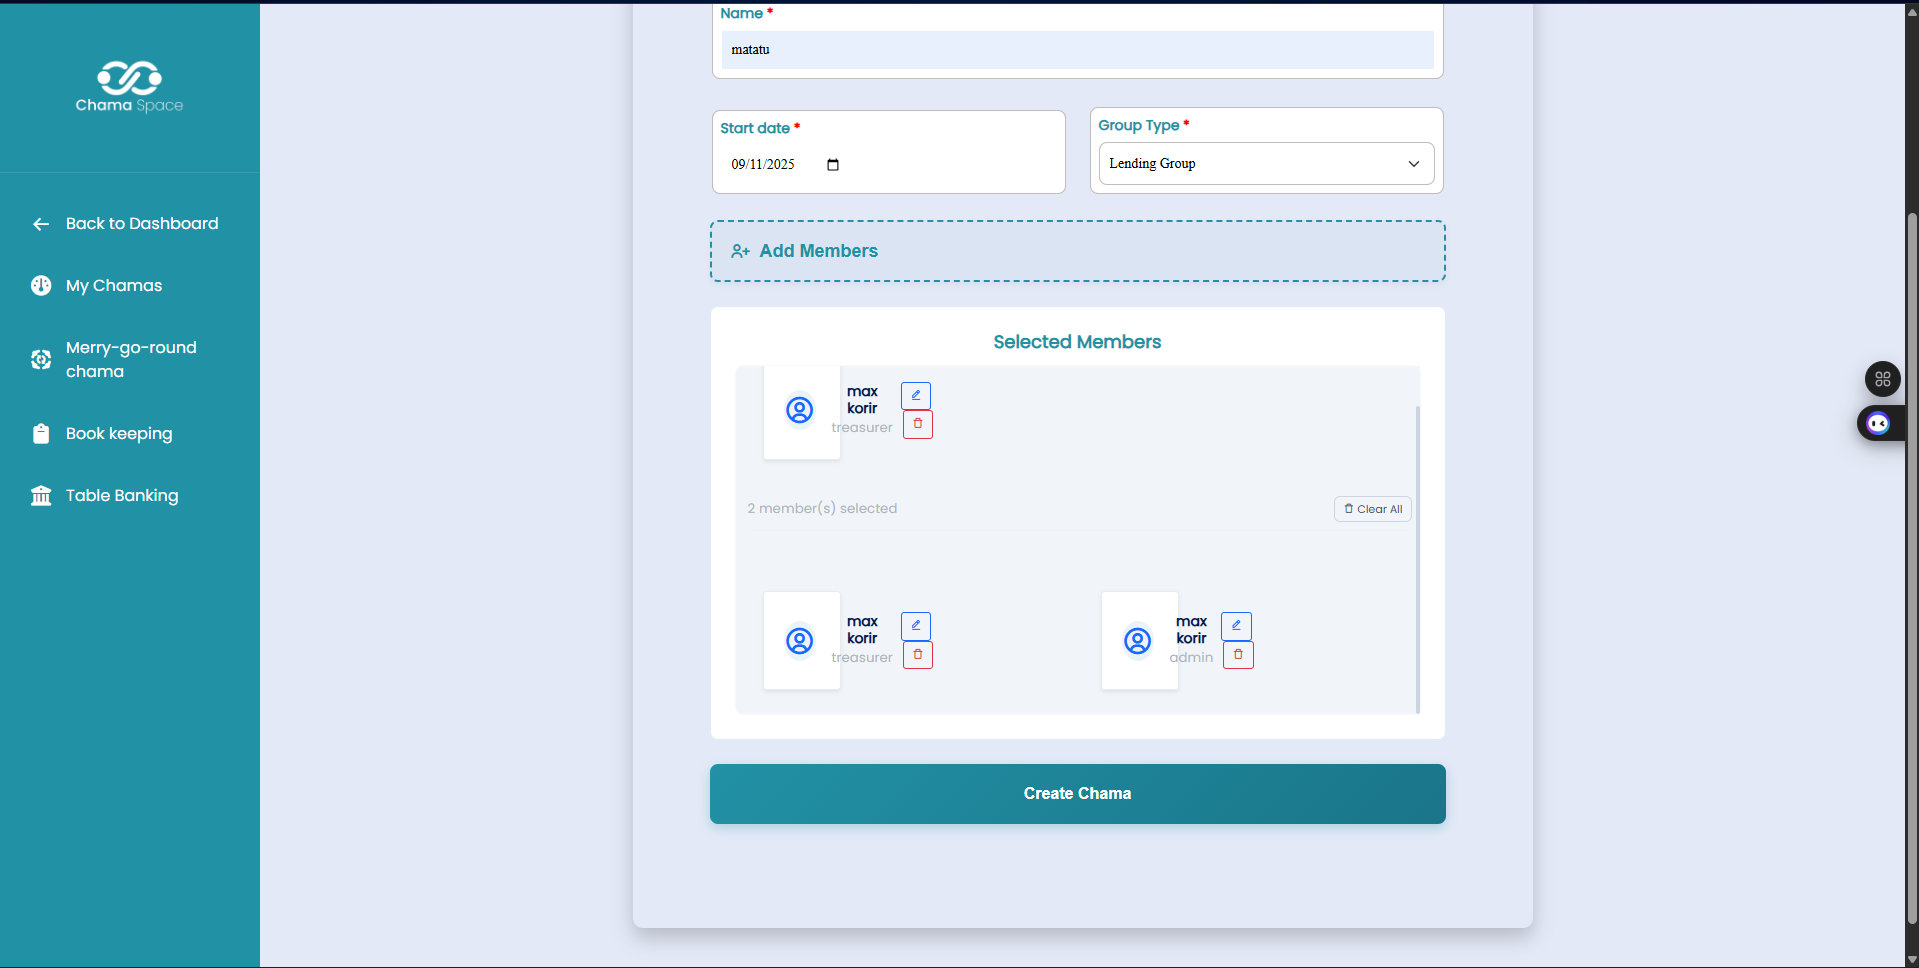 Chama Space
Back to Dashboard
My Chamas
Merry-go-round
chama
Book keeping
Table Banking
Name *
matatu
Start date *
09/11/2025
Group Type *
Lending Group
Add Members
Selected Members
max
korir
treasurer
2 member(s) selected
Clear All
max
korir
treasurer
max
korir
admin
Create Chama